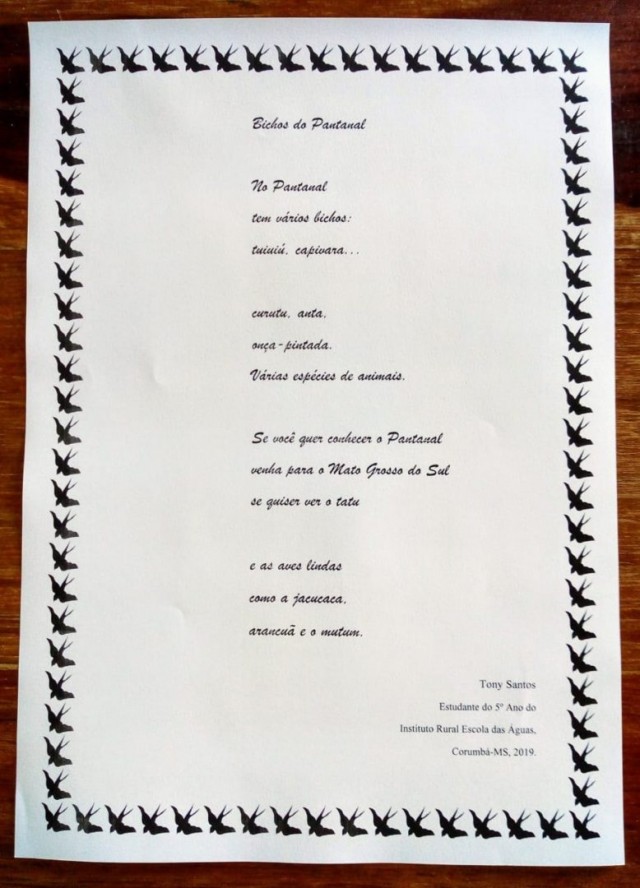 Bichos do Pantanal
No Pantanal
tem vários bichos:
tuiuiú, capivara...
curutu, anta,
onça-pintada.
Várias espécies de animais.
Se você quer conhecer o Pantanal
venha para o Mato Grosso do Sul
se quiser ver o tatu
e as aves lindas
como a jacucaca,
arancuã e o mutum.
Tony Santos
Estudante do 5º Ano do
Instituto Rural Escola das Águas,
Corumbá-MS, 2019.